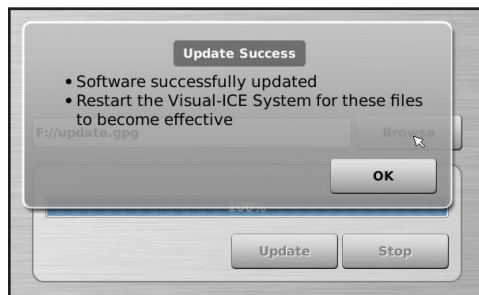 Update Success
• Software successfully updated
• Restart the Visual-ICE System for these files
to become effective
F://update.gpg
Browse
OK
100%
Update
Stop